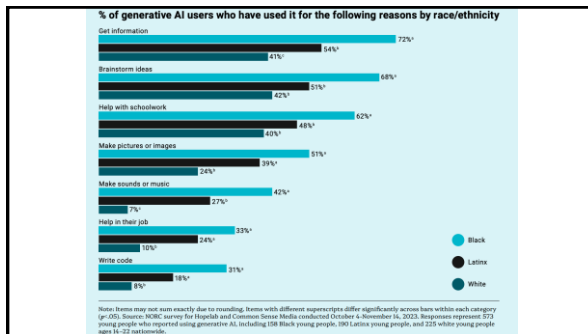 % of generative AI users who have used it for the following reasons by race/ethnicity
Get information
72%ᵃ
54%ᵇ
41%ᶜ
Brainstorm ideas
68%ᵃ
51%ᵇ
42%ᵇ
Help with schoolwork
62%ᵃ
48%ᵇ
40%ᵇ
Make pictures or images
51%ᵃ
39%ᵃ
24%ᵇ
Make sounds or music
42%ᵃ
27%ᵇ
7%ᶜ
Help in their job
33%ᵃ
24%ᵃ
10%ᵇ
Write code
31%ᵃ
18%ᵃ
8%ᵇ
Black
Latinx
White
Note: Items may not sum exactly due to rounding. Items with different superscripts differ significantly across bars within each category
(p<.05). Source: NORC survey for Hopelab and Common Sense Media conducted October 4-November 14, 2023. Responses represent 573
young people who reported using generative AI, including 158 Black young people, 190 Latinx young people, and 225 white young people
ages 14–22 nationwide.